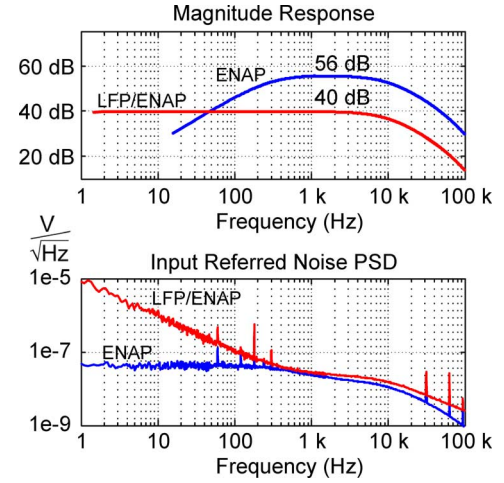 Magnitude Response
60 dB
40 dB
20 dB
ENAP
56 dB
LFP/ENAP
40 dB
1 10 100 1 k 10 k 100 k
Frequency (Hz)
V
√Hz
Input Referred Noise PSD
1e-5
1e-7
1e-9
LFP/ENAP
ENAP
1 10 100 1 k 10 k 100 k
Frequency (Hz)